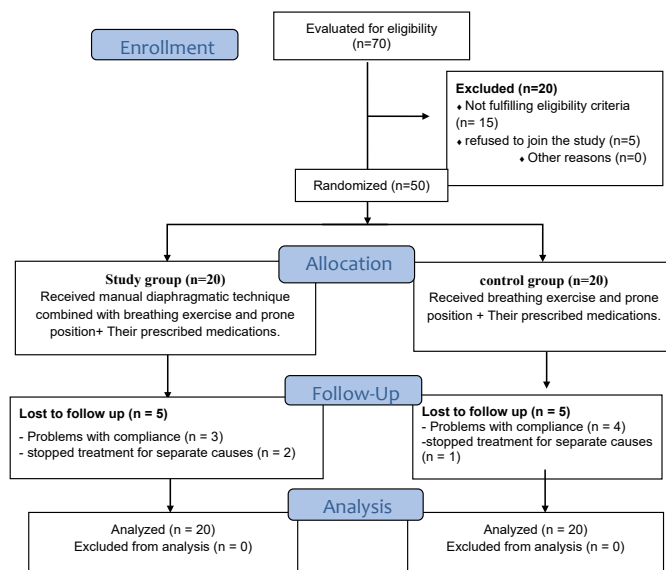 Enrollment
Evaluated for eligibility
(n=70)
Excluded (n=20)
♦ Not fulfilling eligibility criteria
(n= 15)
♦ refused to join the study (n=5)
♦ Other reasons (n=0)
Randomized (n=50)
Allocation
Study group (n=20)
Received manual diaphragmatic technique
combined with breathing exercise and prone
position+ Their prescribed medications.
control group (n=20)
Received breathing exercise and prone
position + Their prescribed medications.
Follow-Up
Lost to follow up (n = 5)
- Problems with compliance (n = 3)
- stopped treatment for separate causes (n = 2)
Lost to follow up (n = 5)
- Problems with compliance (n = 4)
-stopped treatment for separate causes
(n = 1)
Analysis
Analyzed (n = 20)
Excluded from analysis (n = 0)
Analyzed (n = 20)
Excluded from analysis (n = 0)